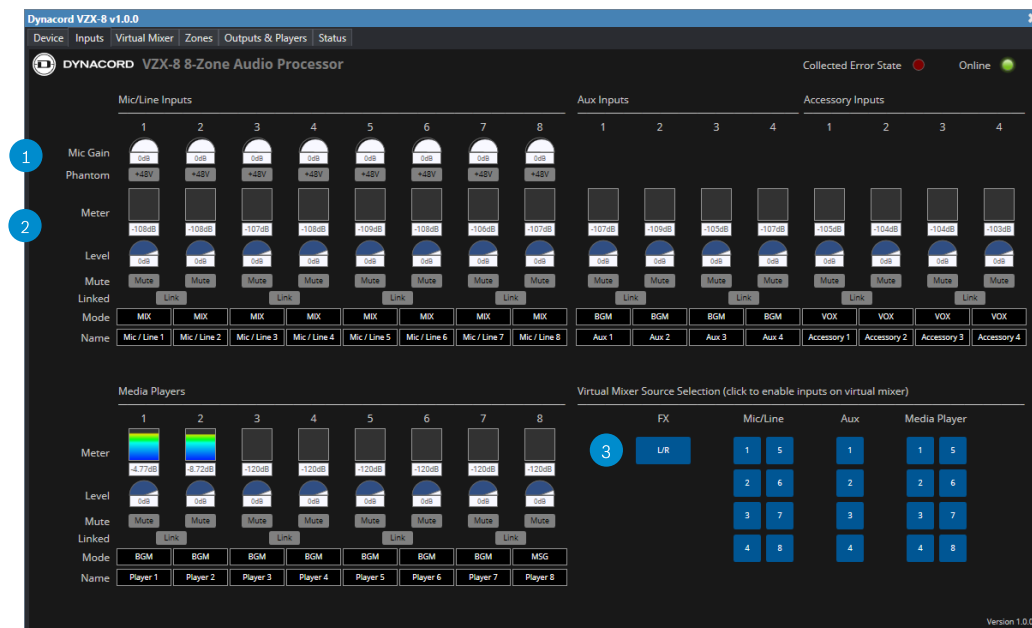 Dynacord VZX-8 v1.0.0
Device Inputs Virtual Mixer Zones Outputs & Players Status
DYNACORD VZX-8 8-Zone Audio Processor Collected Error State Online
Mic/Line Inputs Aux Inputs Accessory Inputs
1 2 3 4 5 6 7 8 1 2 3 4 1 2 3 4
1 Mic Gain 0dB 0dB 0dB 0dB 0dB 0dB 0dB 0dB
Phantom +48V +48V +48V +48V +48V +48V +48V +48V
Meter
2 -108dB -108dB -107dB -108dB -109dB -108dB -106dB -107dB -107dB -109dB -105dB -107dB -105dB -104dB -104dB -103dB
Level 0dB 0dB 0dB 0dB 0dB 0dB 0dB 0dB 0dB 0dB 0dB 0dB 0dB 0dB 0dB 0dB
Mute Mute Mute Mute Mute Mute Mute Mute Mute Mute Mute Mute Mute Mute Mute Mute Mute
Linked Link Link Link Link Link Link Link Link
Mode MIX MIX MIX MIX MIX MIX MIX MIX BGM BGM BGM BGM VOX VOX VOX VOX
Name Mic / Line 1 Mic / Line 2 Mic / Line 3 Mic / Line 4 Mic / Line 5 Mic / Line 6 Mic / Line 7 Mic / Line 8 Aux 1 Aux 2 Aux 3 Aux 4 Accessory 1 Accessory 2 Accessory 3 Accessory 4
Media Players
1 2 3 4 5 6 7 8
Meter
-4.77dB -8.72dB -120dB -120dB -120dB -120dB -120dB -120dB
Level 0dB 0dB 0dB 0dB 0dB 0dB 0dB 0dB
Mute Mute Mute Mute Mute Mute Mute Mute Mute
Linked Link Link Link Link
Mode BGM BGM BGM BGM BGM BGM BGM MSG
Name Player 1 Player 2 Player 3 Player 4 Player 5 Player 6 Player 7 Player 8
Virtual Mixer Source Selection (click to enable inputs on virtual mixer)
FX Mic/Line Aux Media Player
3 L/R 1 5 1 1 5
2 6 2 2 6
3 7 3 3 7
4 8 4 4 8
Version 1.0.0